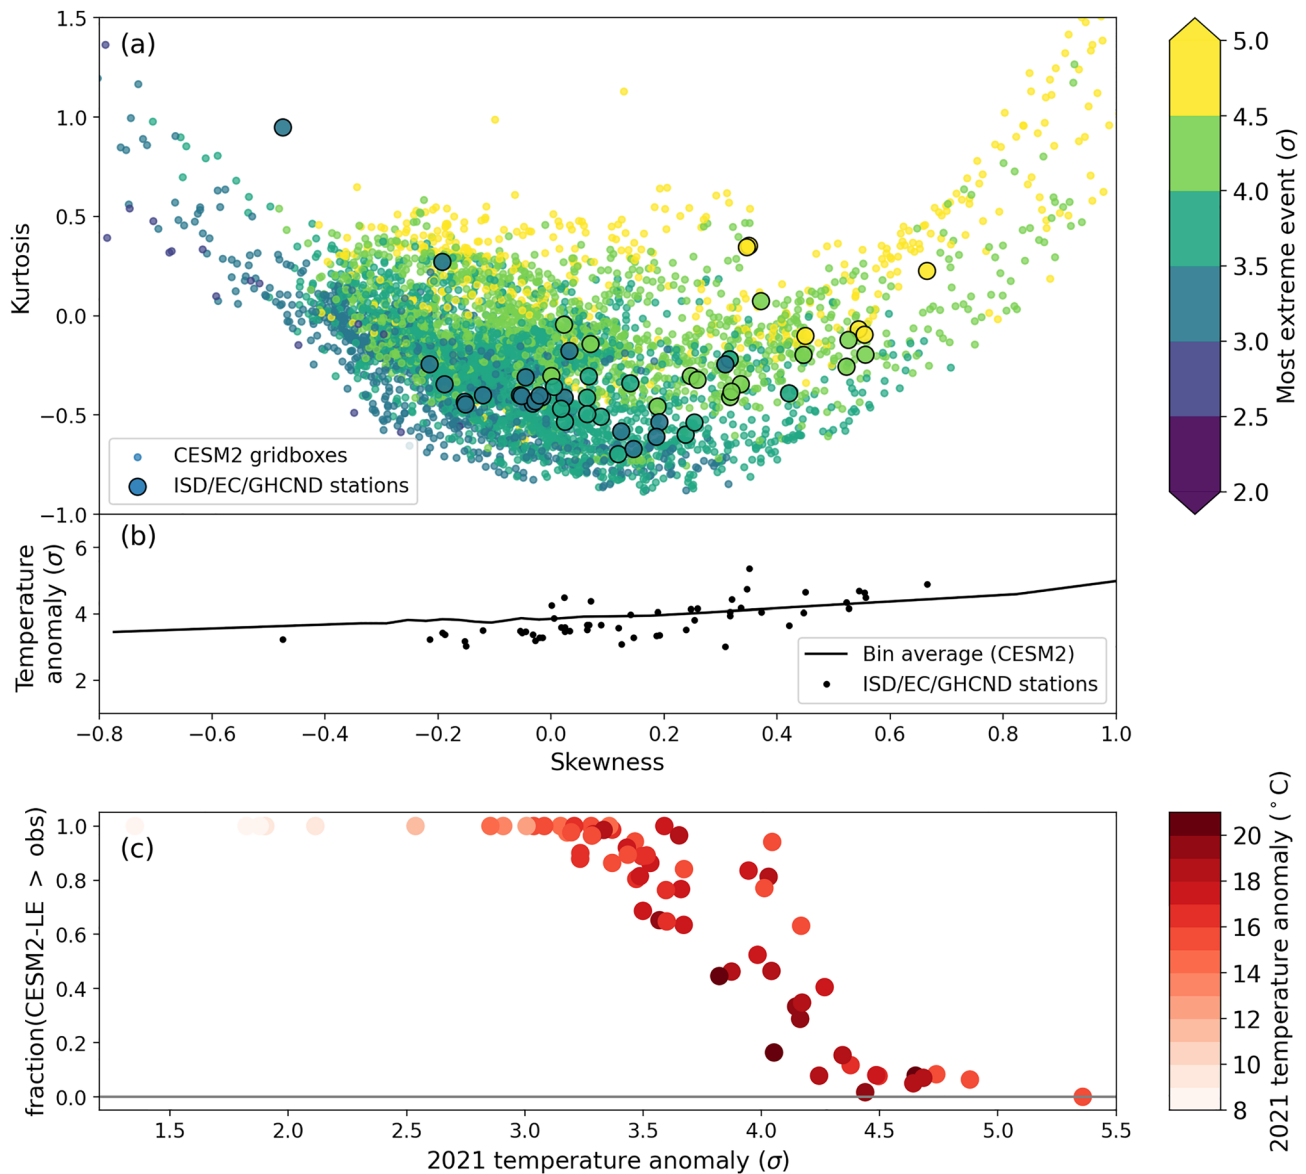 (a)
1.5
1.0
0.5
0.0
−0.5
−1.0
Kurtosis
CESM2 gridboxes
ISD/EC/GHCND stations
5.0
4.5
4.0
3.5
3.0
2.5
2.0
Most extreme event (σ)
(b)
6
4
2
Temperature
anomaly (σ)
Bin average (CESM2)
ISD/EC/GHCND stations
−0.8 −0.6 −0.4 −0.2 0.0 0.2 0.4 0.6 0.8 1.0
Skewness
(c)
1.0
0.8
0.6
0.4
0.2
0.0
fraction(CESM2-LE > obs)
1.5 2.0 2.5 3.0 3.5 4.0 4.5 5.0 5.5
2021 temperature anomaly (σ)
20
18
16
14
12
10
8
2021 temperature anomaly (°C)